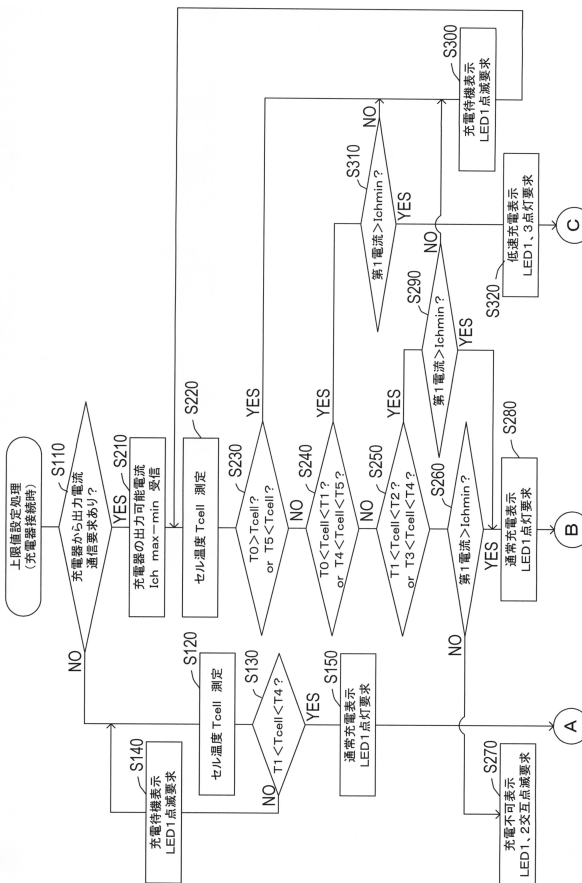 上限値設定処理
(充電器接続時)
S110
充電器から出力電流
通信要求あり?
NO
YES
S210
充電器の出力可能電流
Ich max-min 受信
S120
セル温度 Tcell 測定
S130
T1<Tcell<T4?
NO
YES
S140
充電待機表示
LED1点滅要求
S150
通常充電表示
LED1点灯要求
A
S220
セル温度 Tcell 測定
S230
T0>Tcell?
or T5<Tcell?
YES
NO
S240
T0<Tcell<T1?
or T4<Tcell<T5?
YES
NO
S250
T1<Tcell<T2?
or T3<Tcell<T4?
YES
S260
第1電流>Ichmin?
NO
YES
S270
充電不可表示
LED1、2交互点滅要求
S280
通常充電表示
LED1点灯要求
B
S290
第1電流>Ichmin?
NO
YES
S300
充電待機表示
LED1点滅要求
S310
第1電流>Ichmin?
NO
YES
S320
低速充電表示
LED1、3点灯要求
C